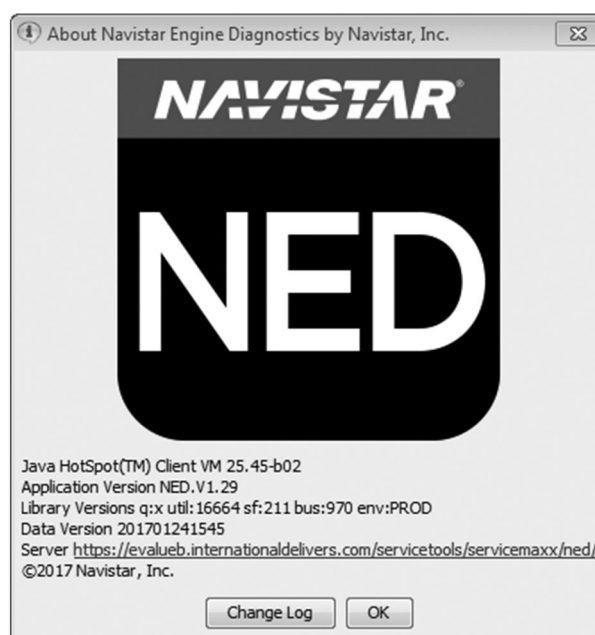 About Navistar Engine Diagnostics by Navistar, Inc.
NAVISTAR®
NED
Java HotSpot(TM) Client VM 25.45-b02
Application Version NED.V1.29
Library Versions q:x util:16664 sf:211 bus:970 env:PROD
Data Version 201701241545
Server https://evalueb.internationaldelivers.com/servicetools/servicemaxx/ned/
©2017 Navistar, Inc.
Change Log OK